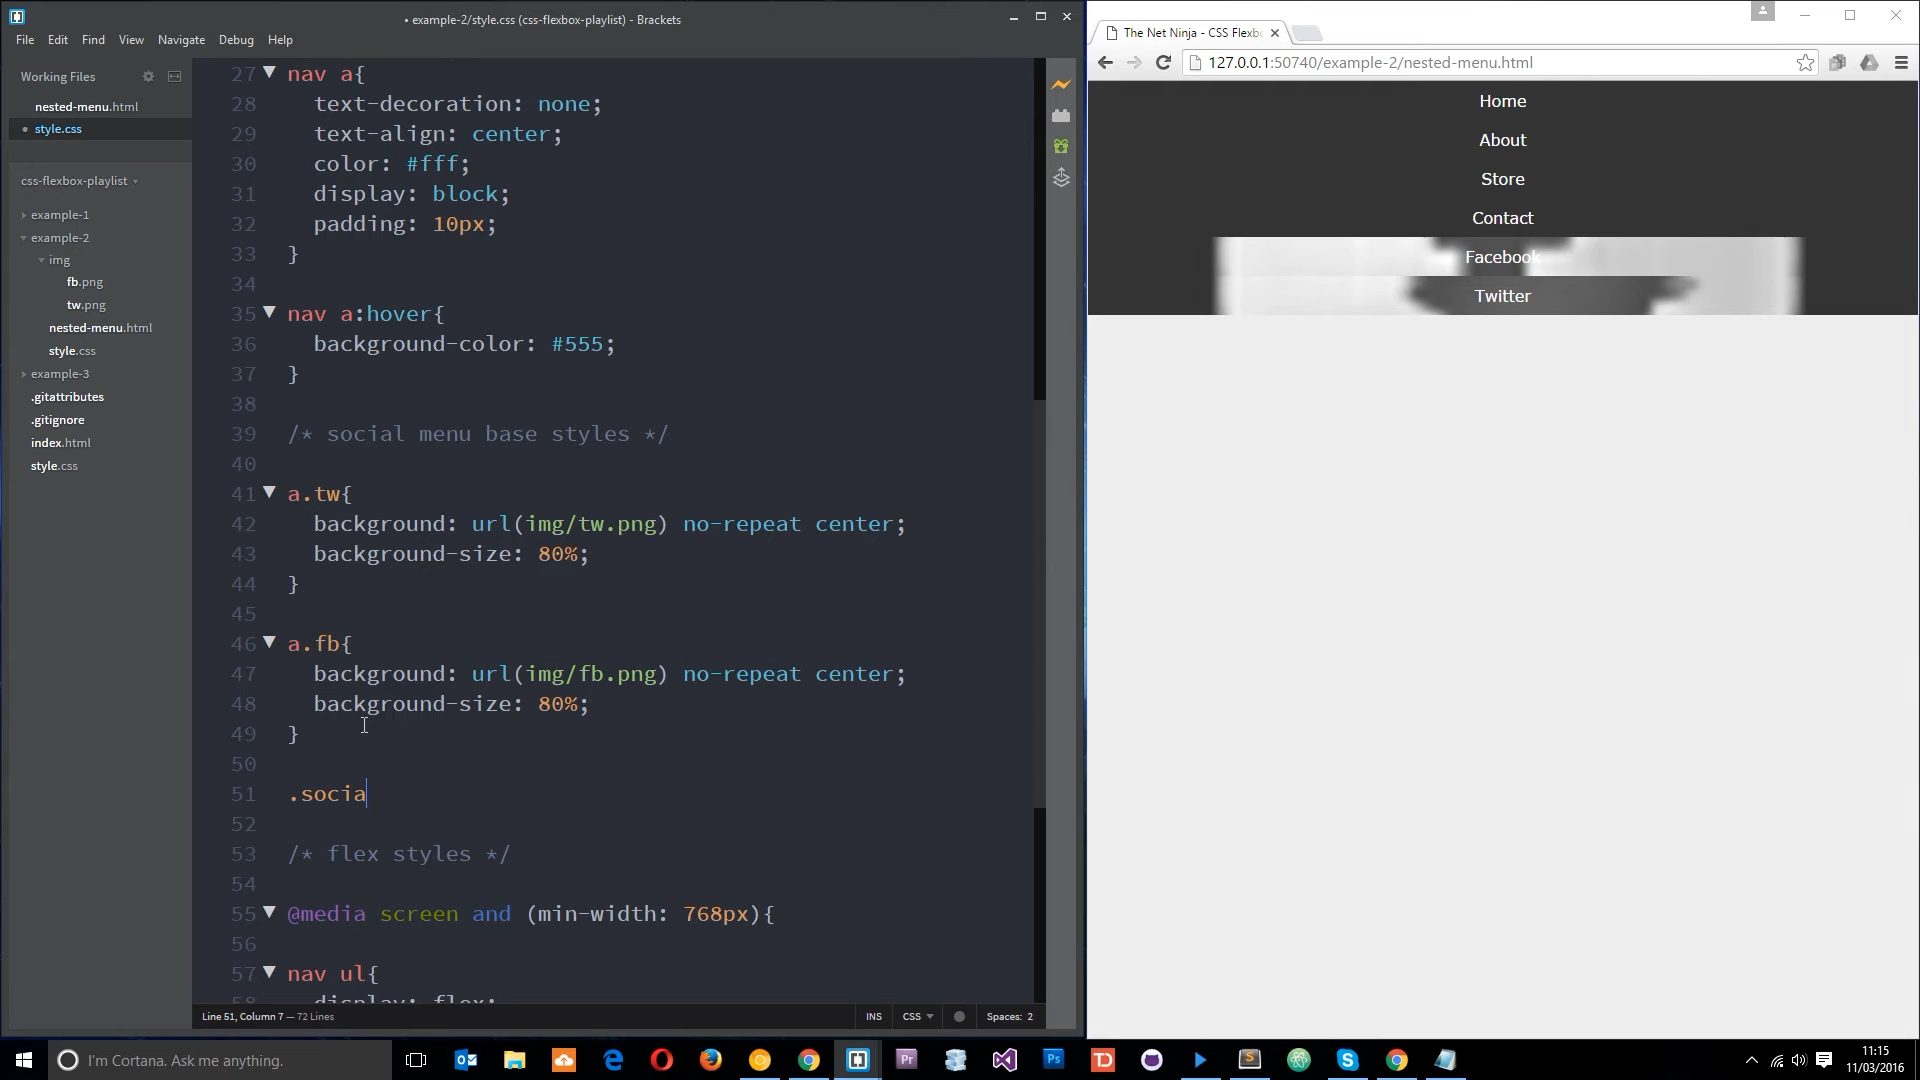 • example-2/style.css (css-flexbox-playlist) - Brackets
File Edit Find View Navigate Debug Help
Working Files
nested-menu.html
• style.css
css-flexbox-playlist
example-1
example-2
img
fb.png
tw.png
nested-menu.html
style.css
example-3
.gitattributes
.gitignore
index.html
style.css
27 nav a{
28 text-decoration: none;
29 text-align: center;
30 color: #fff;
31 display: block;
32 padding: 10px;
33 }
34
35 nav a:hover{
36 background-color: #555;
37 }
38
39 /* social menu base styles */
40
41 a.tw{
42 background: url(img/tw.png) no-repeat center;
43 background-size: 80%;
44 }
45
46 a.fb{
47 background: url(img/fb.png) no-repeat center;
48 background-size: 80%;
49 }
50
51 .socia
52
53 /* flex styles */
54
55 @media screen and (min-width: 768px){
56
57 nav ul{
58 display: flex;
Line 51, Column 7 — 72 Lines
INS CSS Spaces: 2
The Net Ninja - CSS Flexb
127.0.0.1:50740/example-2/nested-menu.html
Home
About
Store
Contact
Facebook
Twitter
I'm Cortana. Ask me anything.
Pr
Ps
11:15
11/03/2016